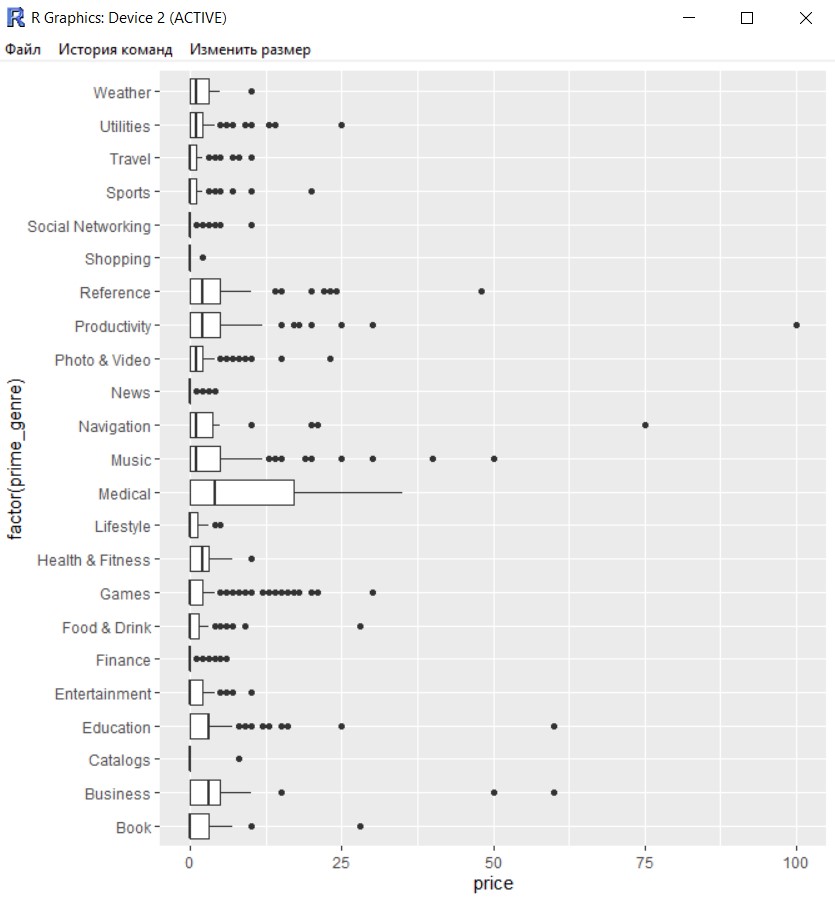 R Graphics: Device 2 (ACTIVE)
Файл История команд Изменить размер
Weather
Utilities
Travel
Sports
Social Networking
Shopping
Reference
Productivity
Photo & Video
News
Navigation
Music
Medical
Lifestyle
Health & Fitness
Games
Food & Drink
Finance
Entertainment
Education
Catalogs
Business
Book
factor(prime_genre)
0 25 50 75 100
price